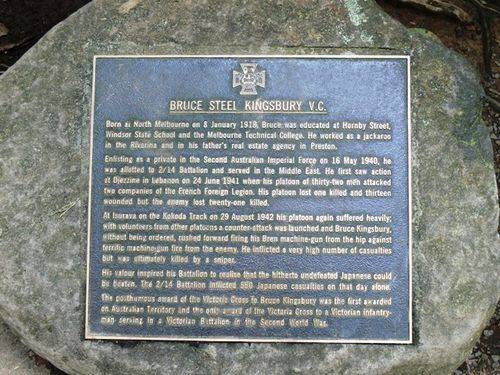 BRUCE STEEL KINGSBURY V.C.
Born at North Melbourne on 8 January 1918, Bruce was educated at Hornby Street,
Windsor State School and the Melbourne Technical College. He worked as a jackaroo
in the Riverina and in his father's real estate agency in Preston.
Enlisting as a private in the Second Australian Imperial Force on 16 May 1940, he
was allotted to 2/14 Battalion and served in the Middle East. He first saw action
at Djezzine in Lebanon on 24 June 1941 when his platoon of thirty-two men attacked
two companies of the French Foreign Legion. His platoon lost one killed and thirteen
wounded but the enemy lost twenty-one killed.
At Isurava on the Kokoda Track on 29 August 1942 his platoon again suffered heavily;
with volunteers from other platoons a counter-attack was launched and Bruce Kingsbury,
without being ordered, rushed forward firing his Bren machine-gun from the hip against
terrific machine-gun fire from the enemy. He inflicted a very high number of casualties
but was ultimately killed by a sniper.
His valour inspired his Battalion to realise that the hitherto undefeated Japanese could
be beaten. The 2/14 Battalion inflicted 550 Japanese casualties on that day alone.
The posthumous award of the Victoria Cross to Bruce Kingsbury was the first awarded
on Australian Territory and the only award of the Victoria Cross to a Victorian infantry-
man serving in a Victorian Battalion in the Second World War.